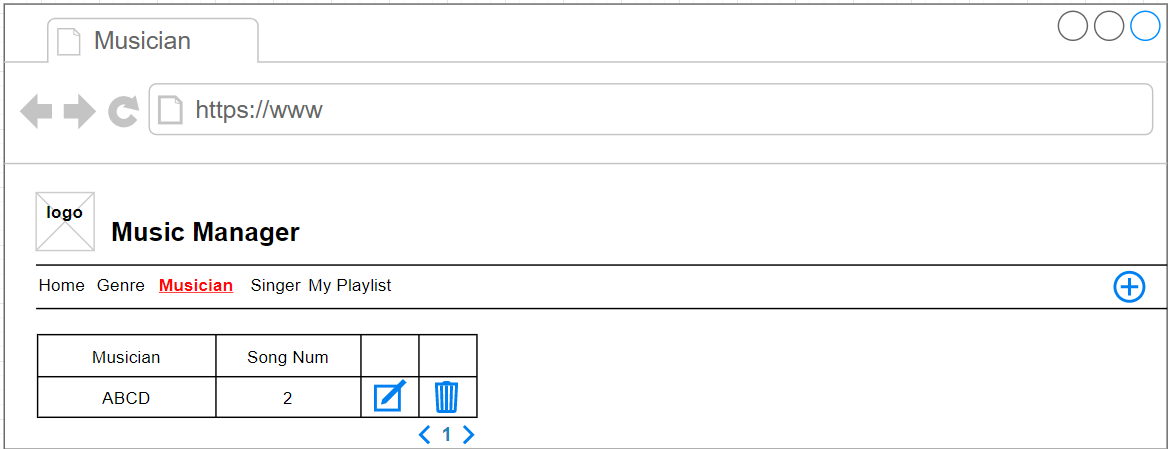 Musician
https://www
logo
Music Manager
Home Genre Musician Singer My Playlist
Musician Song Num
ABCD 2
1